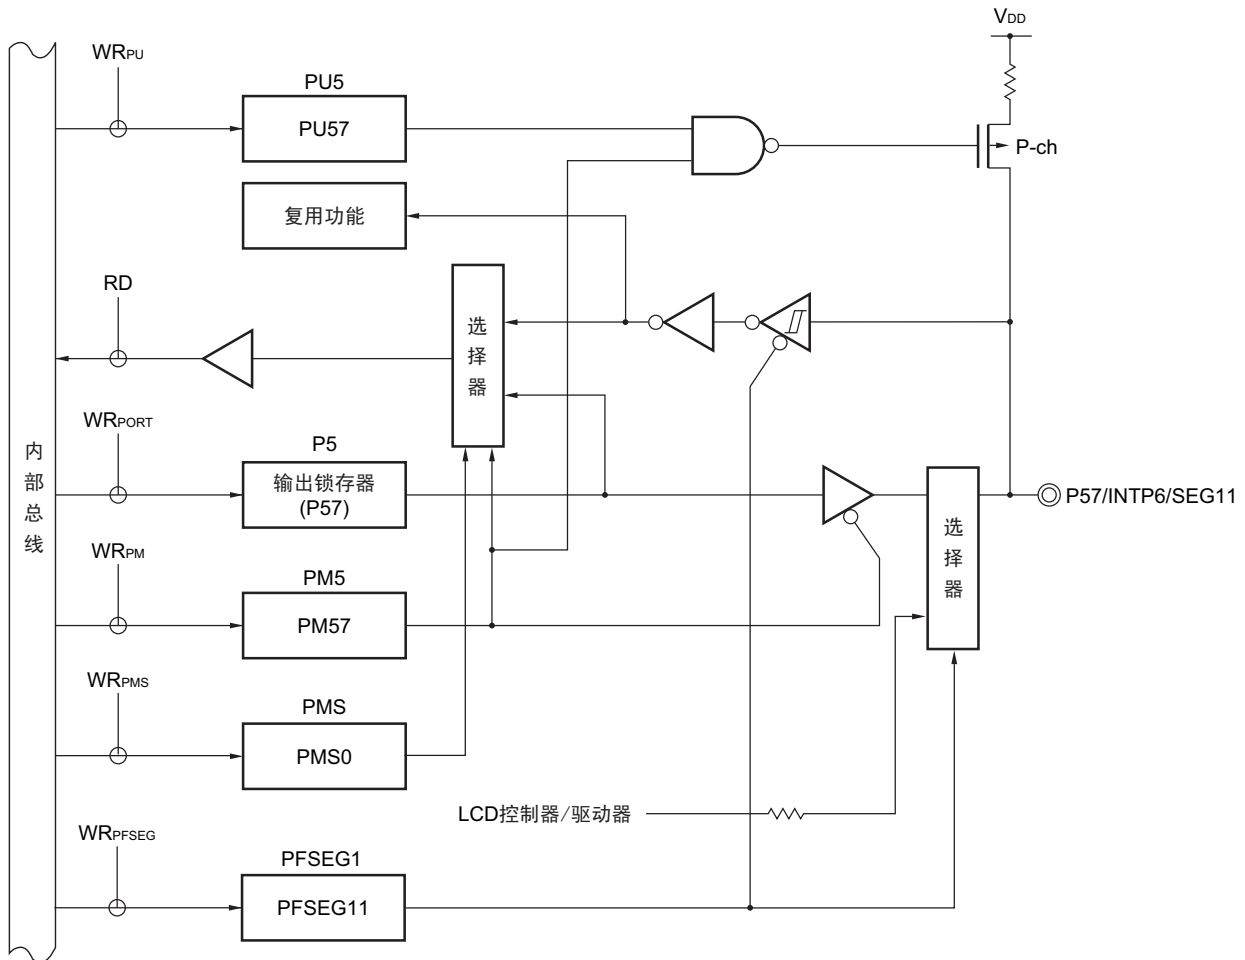 VDD
WRPU
PU5
PU57
P-ch
复用功能
RD
选择器
WRPORT
P5
输出锁存器
(P57)
内部总线
选择器
P57/INTP6/SEG11
WRPM
PM5
PM57
WRPMS
PMS
PMS0
LCD控制器/驱动器
WRPFSEG
PFSEG1
PFSEG11